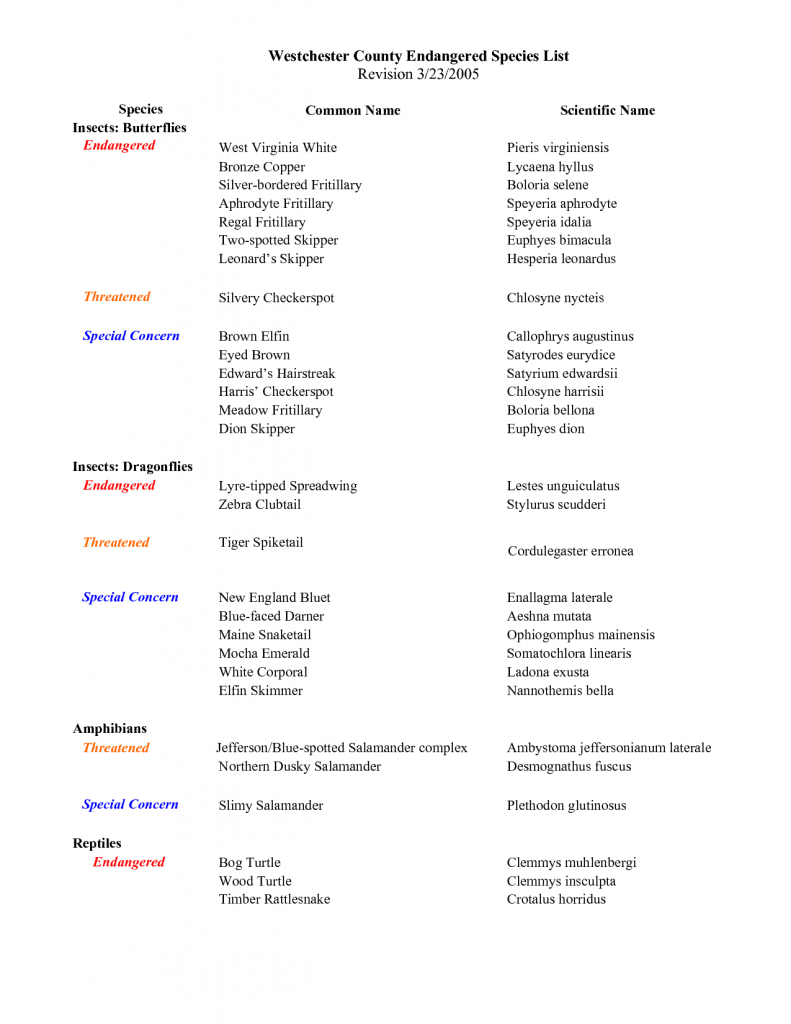 Westchester County Endangered Species List
Revision 3/23/2005
Species Common Name Scientific Name
Insects: Butterflies
Endangered West Virginia White Pieris virginiensis
Bronze Copper Lycaena hyllus
Silver-bordered Fritillary Boloria selene
Aphrodyte Fritillary Speyeria aphrodyte
Regal Fritillary Speyeria idalia
Two-spotted Skipper Euphyes bimacula
Leonard’s Skipper Hesperia leonardus
Threatened Silvery Checkerspot Chlosyne nycteis
Special Concern Brown Elfin Callophrys augustinus
Eyed Brown Satyrodes eurydice
Edward’s Hairstreak Satyrium edwardsii
Harris’ Checkerspot Chlosyne harrisii
Meadow Fritillary Boloria bellona
Dion Skipper Euphyes dion
Insects: Dragonflies
Endangered Lyre-tipped Spreadwing Lestes unguiculatus
Zebra Clubtail Stylurus scudderi
Threatened Tiger Spiketail Cordulegaster erronea
Special Concern New England Bluet Enallagma laterale
Blue-faced Darner Aeshna mutata
Maine Snaketail Ophiogomphus mainensis
Mocha Emerald Somatochlora linearis
White Corporal Ladona exusta
Elfin Skimmer Nannothemis bella
Amphibians
Threatened Jefferson/Blue-spotted Salamander complex Ambystoma jeffersonianum laterale
Northern Dusky Salamander Desmognathus fuscus
Special Concern Slimy Salamander Plethodon glutinosus
Reptiles
Endangered Bog Turtle Clemmys muhlenbergi
Wood Turtle Clemmys insculpta
Timber Rattlesnake Crotalus horridus